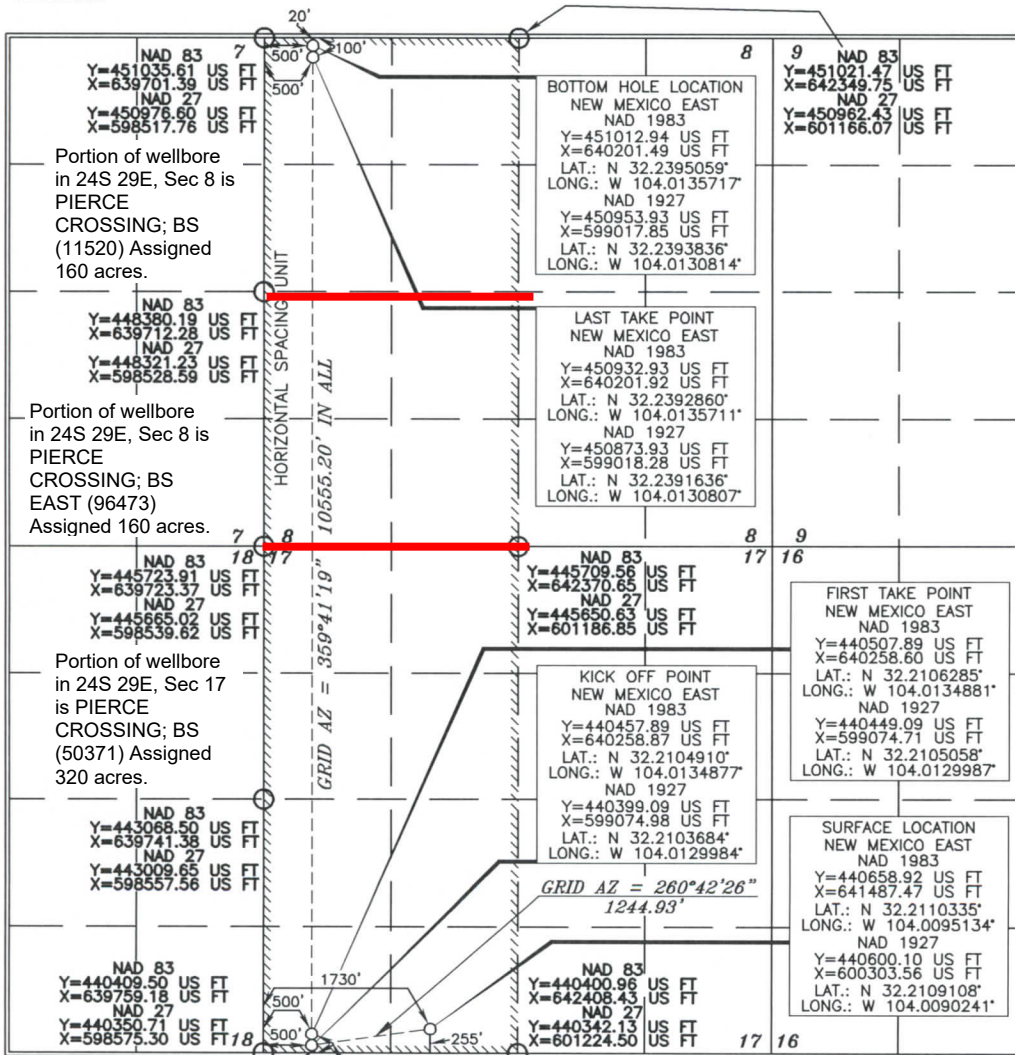 20'
7
500'
100'
500'
8
9
NAD 83
Y=451035.61 US FT
X=639701.39 US FT
NAD 27
Y=450976.60 US FT
X=598517.76 US FT
NAD 83
Y=451021.47 US FT
X=642349.75 US FT
NAD 27
Y=450962.43 US FT
X=601166.07 US FT
BOTTOM HOLE LOCATION
NEW MEXICO EAST
NAD 1983
Y=451012.94 US FT
X=640201.49 US FT
LAT.: N 32.2395059°
LONG.: W 104.0135717°
NAD 1927
Y=450953.93 US FT
X=599017.85 US FT
LAT.: N 32.2393836°
LONG.: W 104.0130814°
Portion of wellbore
in 24S 29E, Sec 8 is
PIERCE
CROSSING; BS
(11520) Assigned
160 acres.
HORIZONTAL SPACING UNIT
NAD 83
Y=448380.19 US FT
X=639712.28 US FT
NAD 27
Y=448321.23 US FT
X=598528.59 US FT
LAST TAKE POINT
NEW MEXICO EAST
NAD 1983
Y=450932.93 US FT
X=640201.92 US FT
LAT.: N 32.2392860°
LONG.: W 104.0135711°
NAD 1927
Y=450873.93 US FT
X=599018.28 US FT
LAT.: N 32.2391636°
LONG.: W 104.0130807°
Portion of wellbore
in 24S 29E, Sec 8 is
PIERCE
CROSSING; BS
EAST (96473)
Assigned 160 acres.
GRID AZ = 359°41'19" 10555.20' IN ALL
7 8
18 17
8 9
17 16
NAD 83
Y=445723.91 US FT
X=639723.37 US FT
NAD 27
Y=445665.02 US FT
X=598539.62 US FT
NAD 83
Y=445709.56 US FT
X=642370.65 US FT
NAD 27
Y=445650.63 US FT
X=601186.85 US FT
FIRST TAKE POINT
NEW MEXICO EAST
NAD 1983
Y=440507.89 US FT
X=640258.60 US FT
LAT.: N 32.2106285°
LONG.: W 104.0134881°
NAD 1927
Y=440449.09 US FT
X=599074.71 US FT
LAT.: N 32.2105058°
LONG.: W 104.0129987°
Portion of wellbore
in 24S 29E, Sec 17
is PIERCE
CROSSING; BS
(50371) Assigned
320 acres.
KICK OFF POINT
NEW MEXICO EAST
NAD 1983
Y=440457.89 US FT
X=640258.87 US FT
LAT.: N 32.2104910°
LONG.: W 104.0134877°
NAD 1927
Y=440399.09 US FT
X=599074.98 US FT
LAT.: N 32.2103684°
LONG.: W 104.0129984°
NAD 83
Y=443068.50 US FT
X=639741.38 US FT
NAD 27
Y=443009.65 US FT
X=598557.56 US FT
GRID AZ = 260°42'26"
1244.93'
SURFACE LOCATION
NEW MEXICO EAST
NAD 1983
Y=440658.92 US FT
X=641487.47 US FT
LAT.: N 32.2110335°
LONG.: W 104.0095134°
NAD 1927
Y=440600.10 US FT
X=600303.56 US FT
LAT.: N 32.2109108°
LONG.: W 104.0090241°
NAD 83
Y=440409.50 US FT
X=639759.18 US FT
NAD 27
Y=440350.71 US FT
X=598575.30 US FT
18
1730'
500'
500'
255'
NAD 83
Y=440400.96 US FT
X=642408.43 US FT
NAD 27
Y=440342.13 US FT
X=601224.50 US FT
17 16